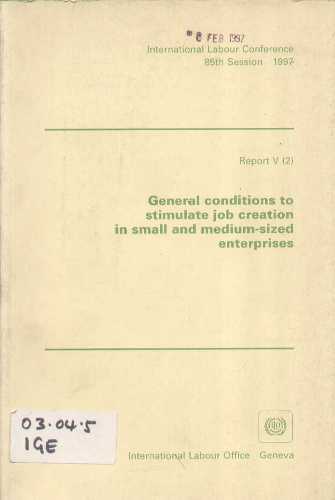 *6 FEB 1997
International Labour Conference
85th Session 1997
Report V (2)
General conditions to
stimulate job creation
in small and medium-sized
enterprises
03.04.5
IGE
International Labour Office Geneva